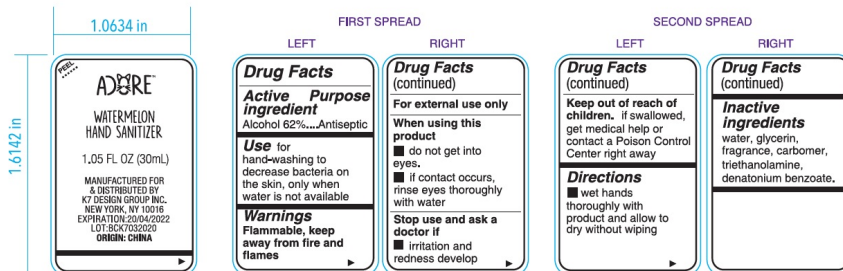 1.0634 in
1.6142 in
PEEL
ADORE™
WATERMELON
HAND SANITIZER
1.05 FL OZ (30mL)
MANUFACTURED FOR
& DISTRIBUTED BY
K7 DESIGN GROUP INC.
NEW YORK, NY 10016
EXPIRATION:20/04/2022
LOT:BCK7032020
ORIGIN: CHINA
FIRST SPREAD
LEFT
Drug Facts
Active Purpose
ingredient
Alcohol 62%....Antiseptic
Use for
hand-washing to
decrease bacteria on
the skin, only when
water is not available
Warnings
Flammable, keep
away from fire and
flames
RIGHT
Drug Facts
(continued)
For external use only
When using this
product
■ do not get into
eyes.
■ if contact occurs,
rinse eyes thoroughly
with water
Stop use and ask a
doctor if
■ irritation and
redness develop
SECOND SPREAD
LEFT
Drug Facts
(continued)
Keep out of reach of
children. if swallowed,
get medical help or
contact a Poison Control
Center right away
Directions
■ wet hands
thoroughly with
product and allow to
dry without wiping
RIGHT
Drug Facts
(continued)
Inactive
ingredients
water, glycerin,
fragrance, carbomer,
triethanolamine,
denatonium benzoate.